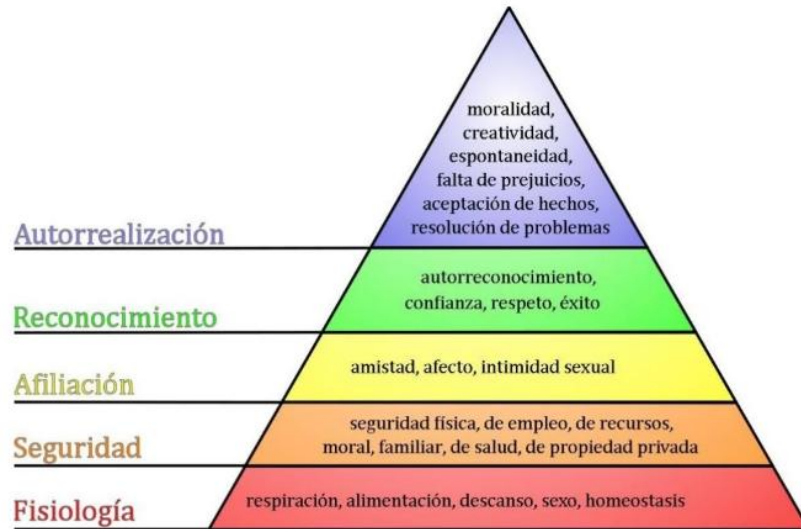 moralidad,
creatividad,
espontaneidad,
falta de prejuicios,
aceptación de hechos,
resolución de problemas
Autorrealización
autorreconocimiento,
confianza, respeto, éxito
Reconocimiento
amistad, afecto, intimidad sexual
Afiliación
seguridad física, de empleo, de recursos,
moral, familiar, de salud, de propiedad privada
Seguridad
respiración, alimentación, descanso, sexo, homeostasis
Fisiología